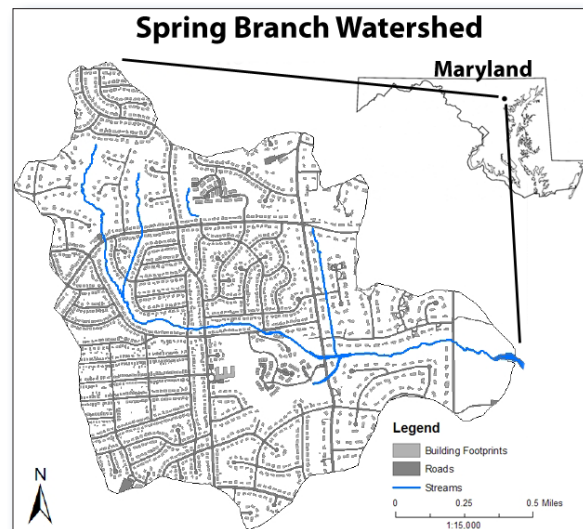 Spring Branch Watershed
Maryland
Legend
Building Footprints
Roads
Streams
N
0 0.25 0.5 Miles
1:15,000